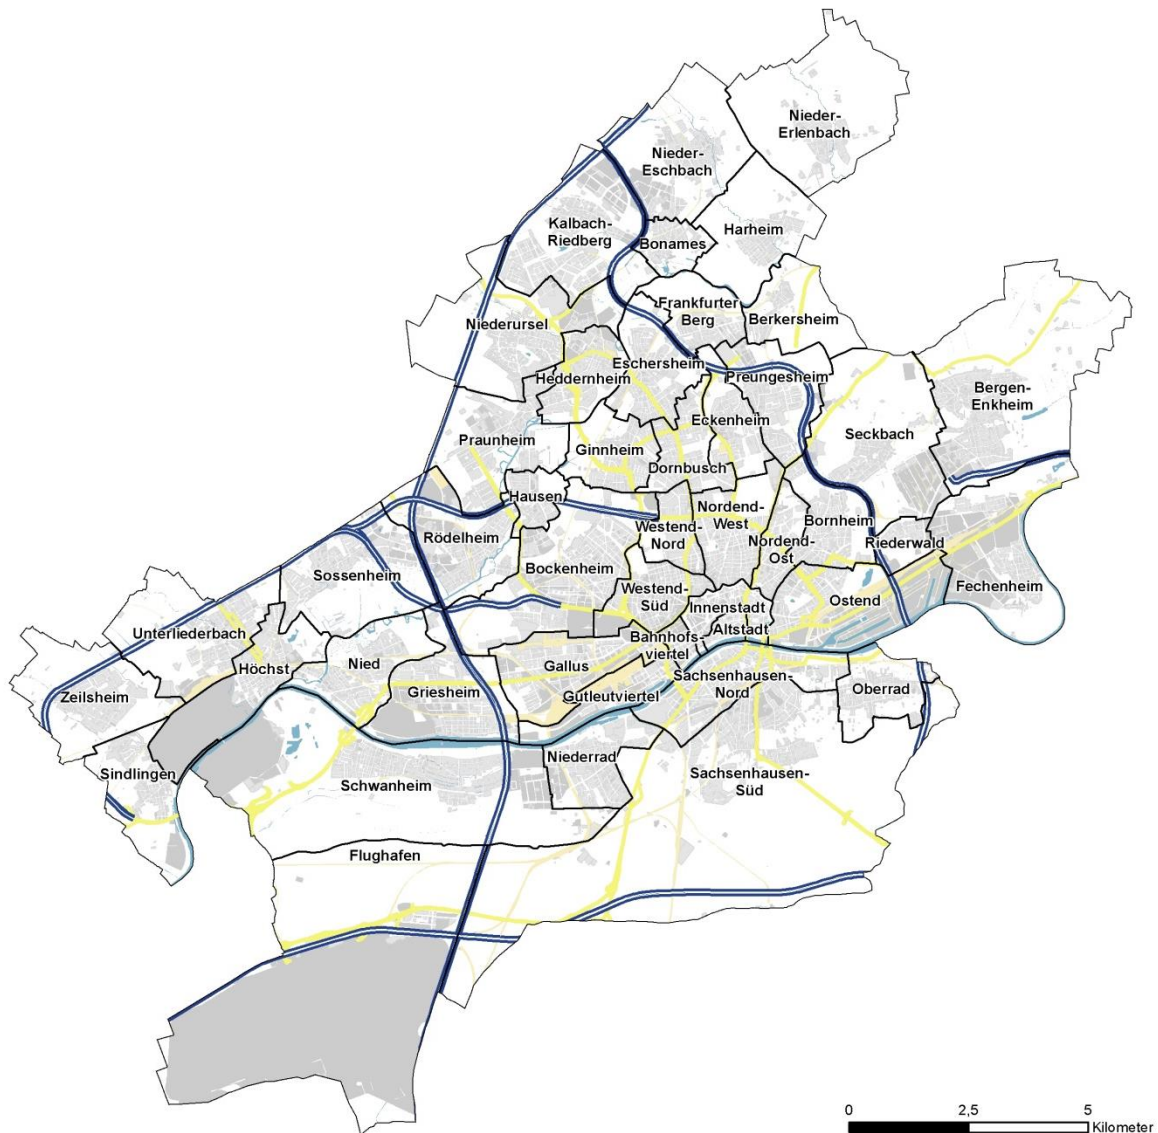 Nieder-
Erlenbach
Nieder-
Eschbach
Kalbach-
Riedberg
Harheim
Bonames
Frankfurter
Berg
Niederursel
Berkersheim
Eschersheim
Heddernheim
Preungesheim
Bergen-
Enkheim
Eckenheim
Seckbach
Praunheim
Ginnheim
Dornbusch
Hausen
Nordend-
West
Westend-
Nord
Bornheim
Rödelheim
Nordend-
Ost
Riederwald
Sossenheim
Bockenheim
Westend-
Süd
Fechenheim
Innenstadt
Ostend
Unterliederbach
Altstadt
Bahnhofs-
viertel
Höchst
Nied
Gallus
Sachsenhausen-
Nord
Zeilsheim
Griesheim
Gutleutviertel
Oberrad
Niederrad
Sindlingen
Schwanheim
Sachsenhausen-
Süd
Flughafen
0 2,5 5
Kilometer